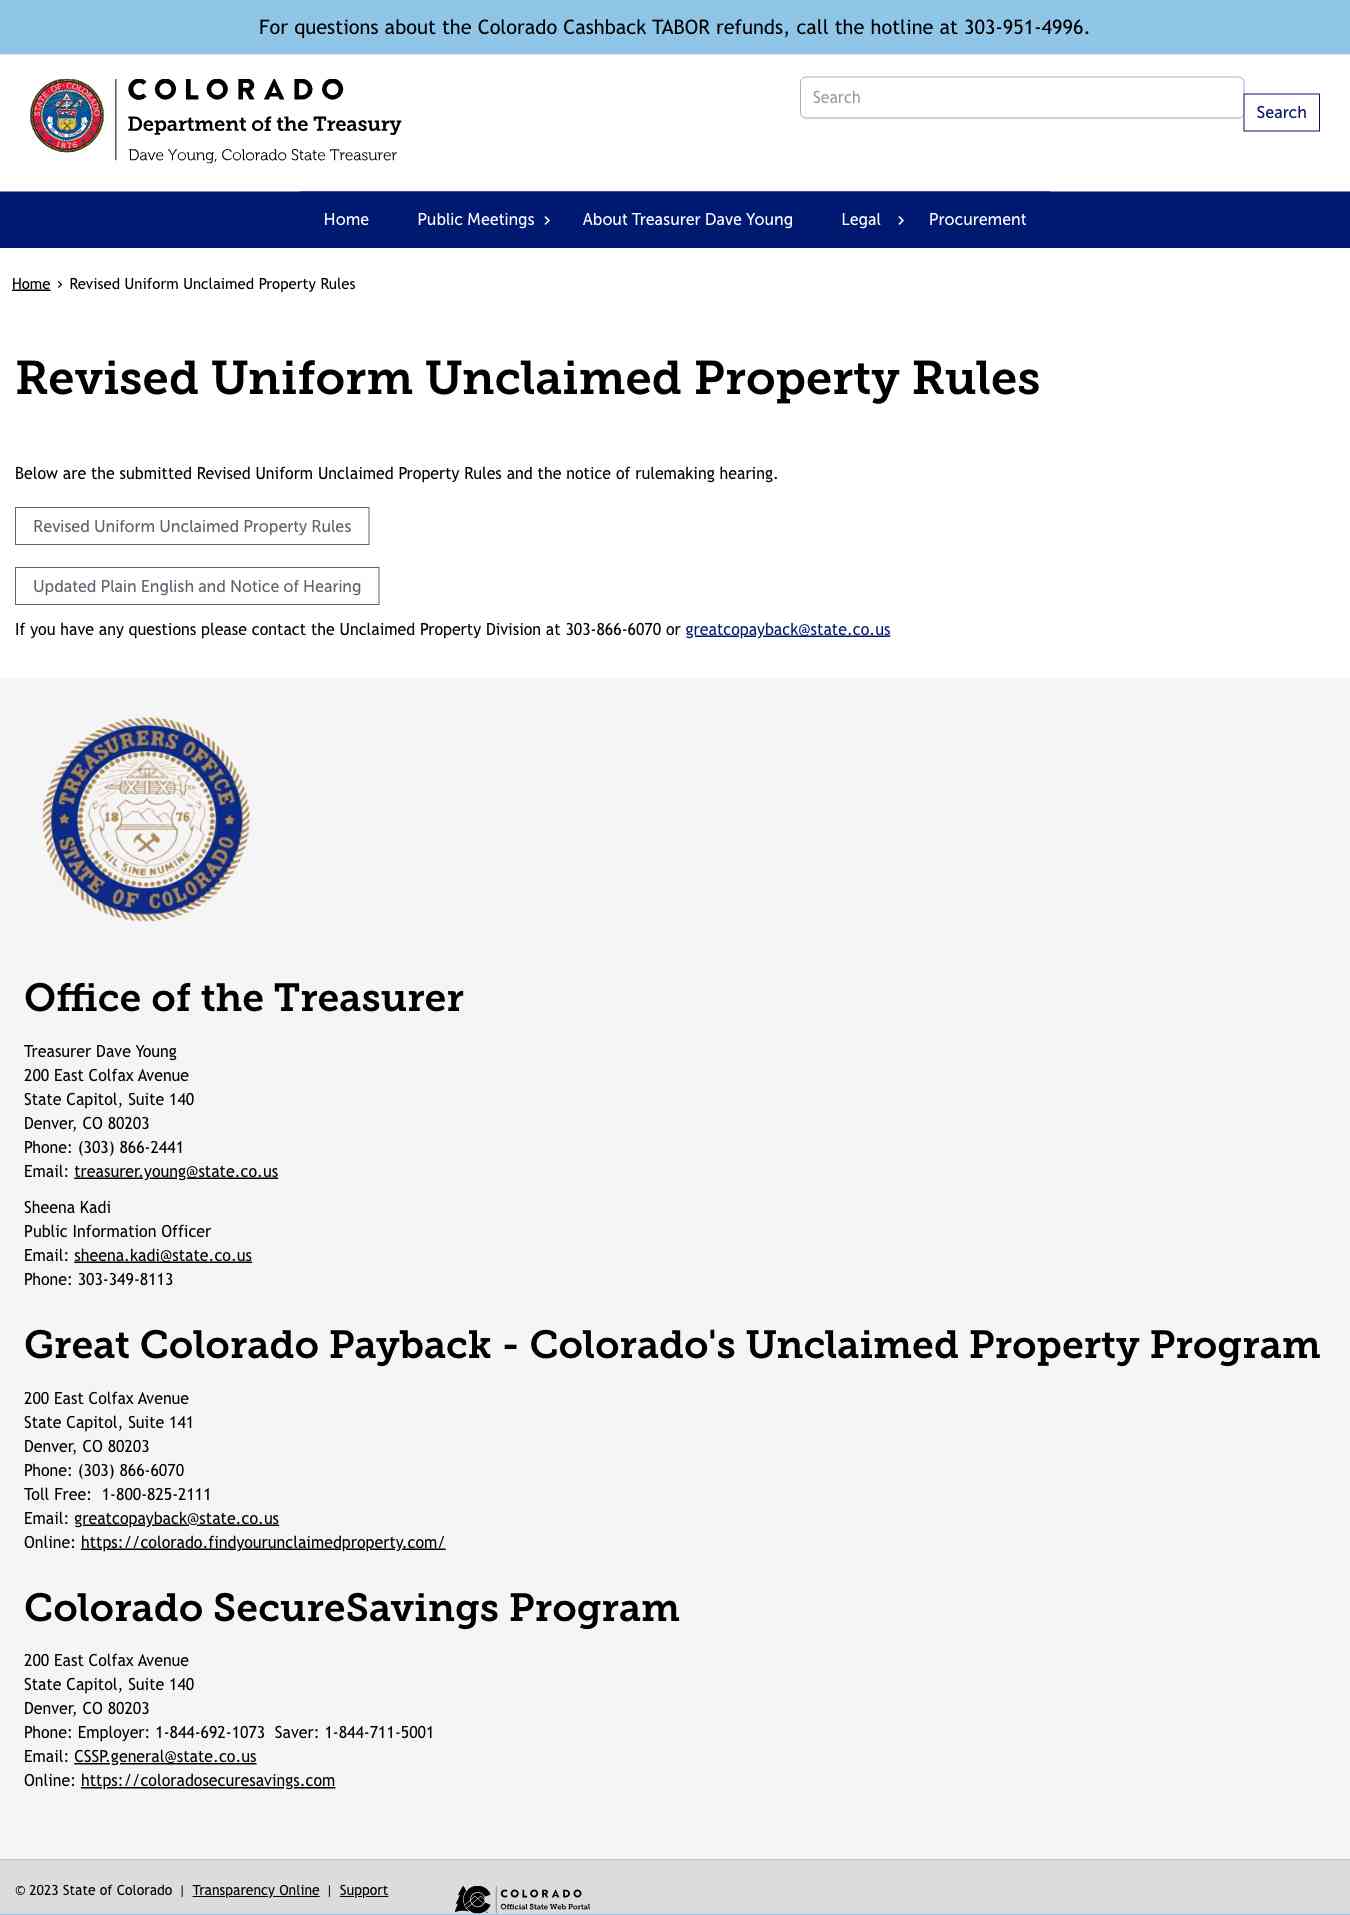 For questions about the Colorado Cashback TABOR refunds, call the hotline at 303-951-4996.
STATE OF COLORADO
1876
COLORADO
Department of the Treasury
Dave Young, Colorado State Treasurer
Search
Search
Home Public Meetings › About Treasurer Dave Young Legal › Procurement
Home › Revised Uniform Unclaimed Property Rules
Revised Uniform Unclaimed Property Rules
Below are the submitted Revised Uniform Unclaimed Property Rules and the notice of rulemaking hearing.
Revised Uniform Unclaimed Property Rules
Updated Plain English and Notice of Hearing
If you have any questions please contact the Unclaimed Property Division at 303-866-6070 or greatcopayback@state.co.us
TREASURERS OFFICE
18 76
NIL SINE NUMINE
STATE OF COLORADO
Office of the Treasurer
Treasurer Dave Young
200 East Colfax Avenue
State Capitol, Suite 140
Denver, CO 80203
Phone: (303) 866-2441
Email: treasurer.young@state.co.us
Sheena Kadi
Public Information Officer
Email: sheena.kadi@state.co.us
Phone: 303-349-8113
Great Colorado Payback - Colorado's Unclaimed Property Program
200 East Colfax Avenue
State Capitol, Suite 141
Denver, CO 80203
Phone: (303) 866-6070
Toll Free:  1-800-825-2111
Email: greatcopayback@state.co.us
Online: https://colorado.findyourunclaimedproperty.com/
Colorado SecureSavings Program
200 East Colfax Avenue
State Capitol, Suite 140
Denver, CO 80203
Phone: Employer: 1-844-692-1073  Saver: 1-844-711-5001
Email: CSSP.general@state.co.us
Online: https://coloradosecuresavings.com
© 2023 State of Colorado | Transparency Online | Support
COLORADO
Official State Web Portal